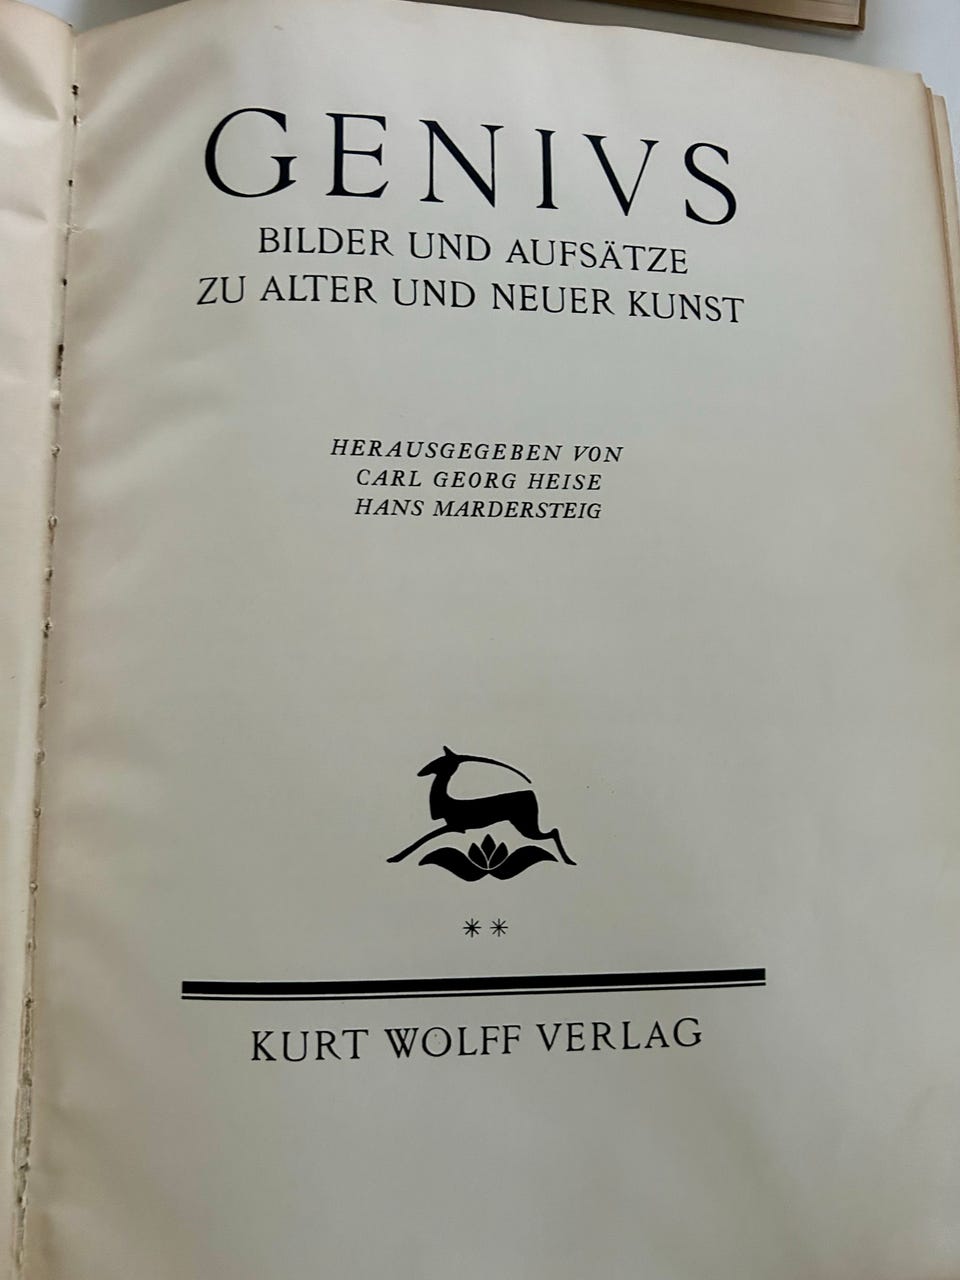 GENIVS
BILDER UND AUFSÄTZE
ZU ALTER UND NEUER KUNST
HERAUSGEGEBEN VON
CARL GEORG HEISE
HANS MARDERSTEIG
* *
KURT WOLFF VERLAG